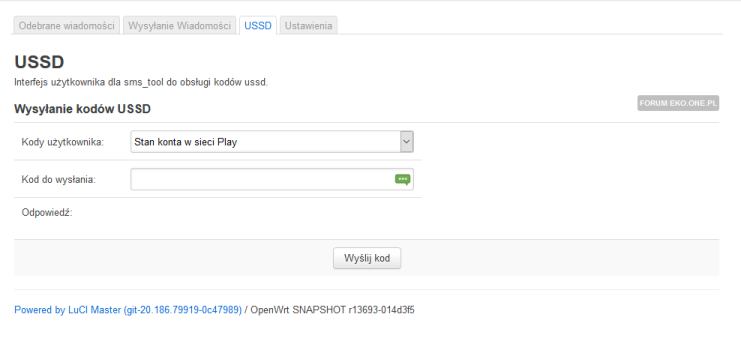 Odebrane wiadomości Wysyłanie Wiadomości USSD Ustawienia
USSD
Interfejs użytkownika dla sms_tool do obsługi kodów ussd.
FORUM EKO.ONE.PL
Wysyłanie kodów USSD
Kody użytkownika: Stan konta w sieci Play
Kod do wysłania:
Odpowiedź:
Wyślij kod
Powered by LuCI Master (git-20.186.79919-0c47989) / OpenWrt SNAPSHOT r13693-014d3f5